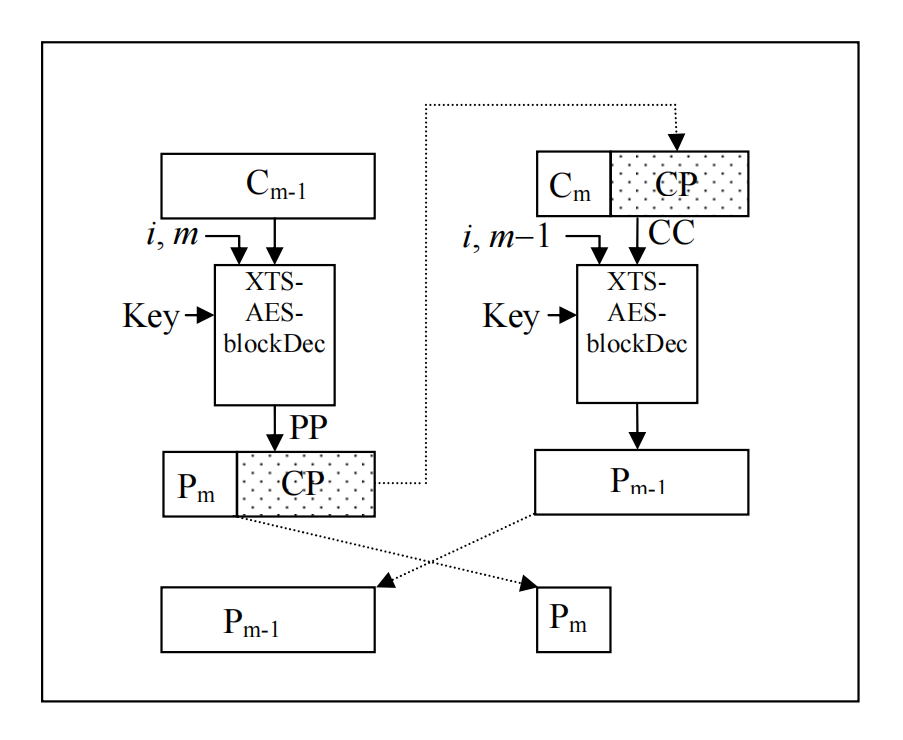 C_{m-1}
C_m CP
i, m
i, m−1
CC
Key
XTS-
AES-
blockDec
Key
XTS-
AES-
blockDec
PP
P_m CP
P_{m-1}
P_{m-1}
P_m